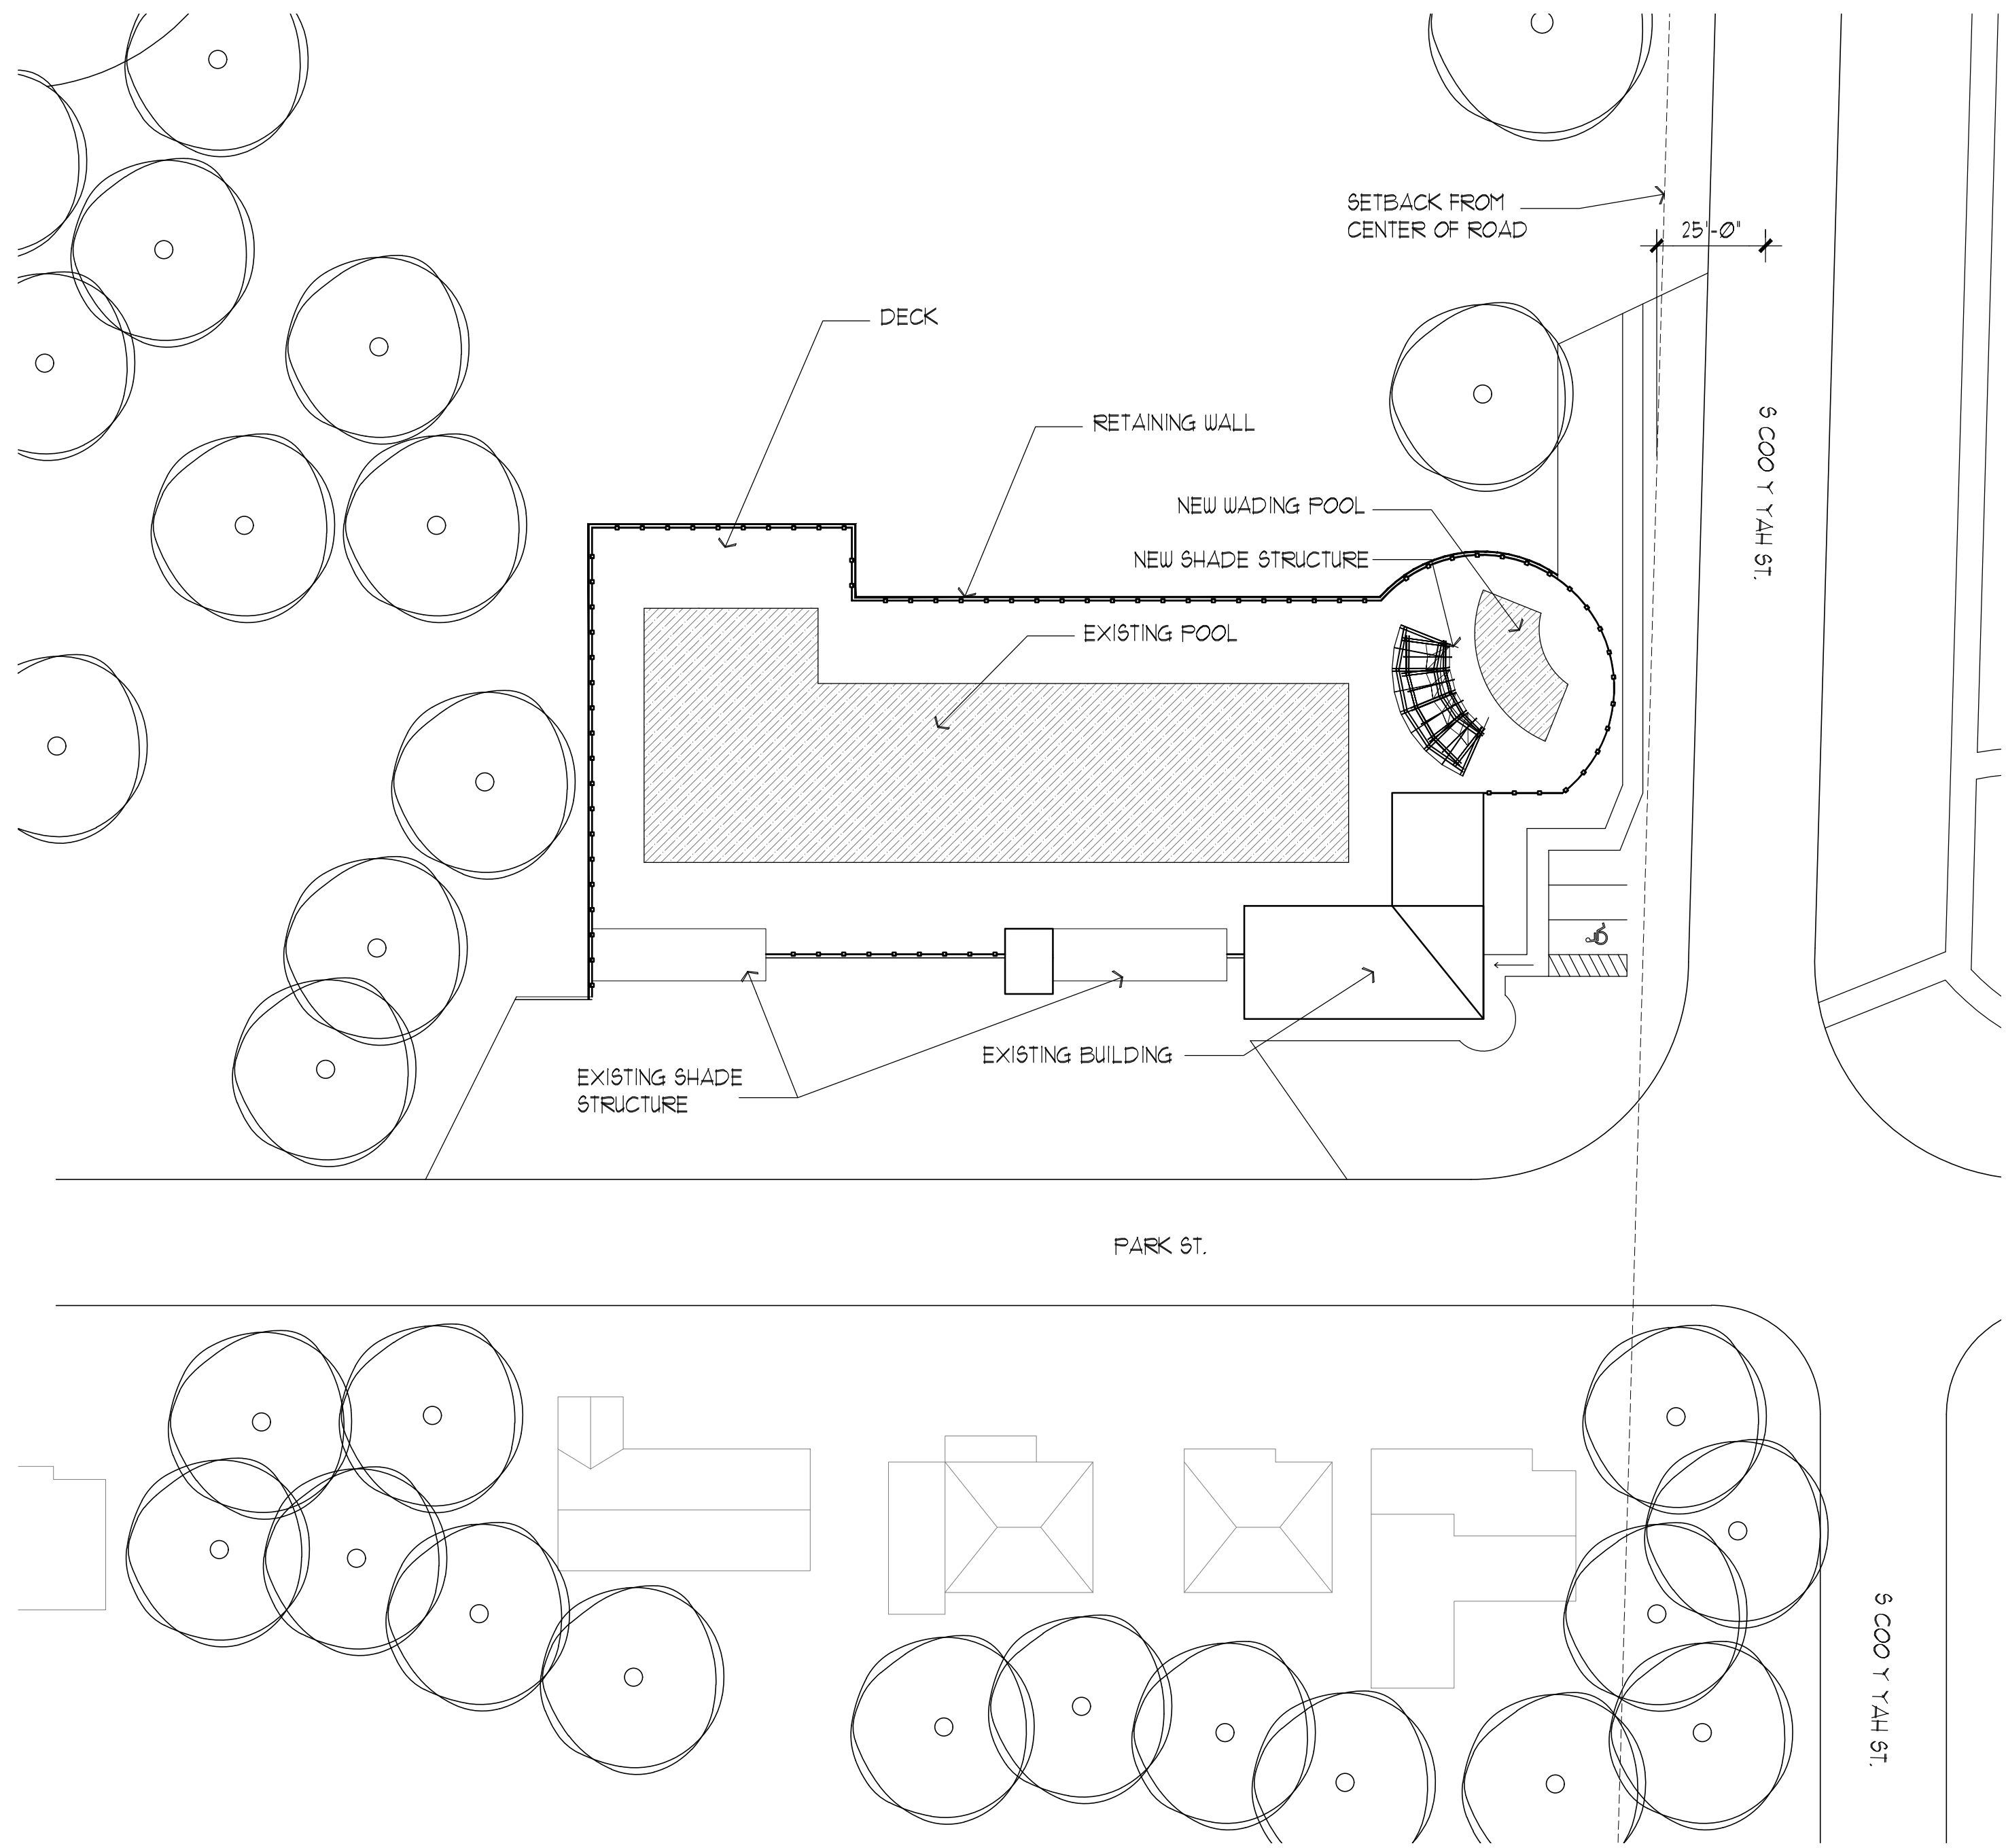 SETBACK FROM
CENTER OF ROAD
25'-0"
DECK
RETAINING WALL
S COO Y YAH ST.
NEW WADING POOL
NEW SHADE STRUCTURE
EXISTING POOL
EXISTING BUILDING
EXISTING SHADE
STRUCTURE
PARK ST.
S COO Y YAH ST.